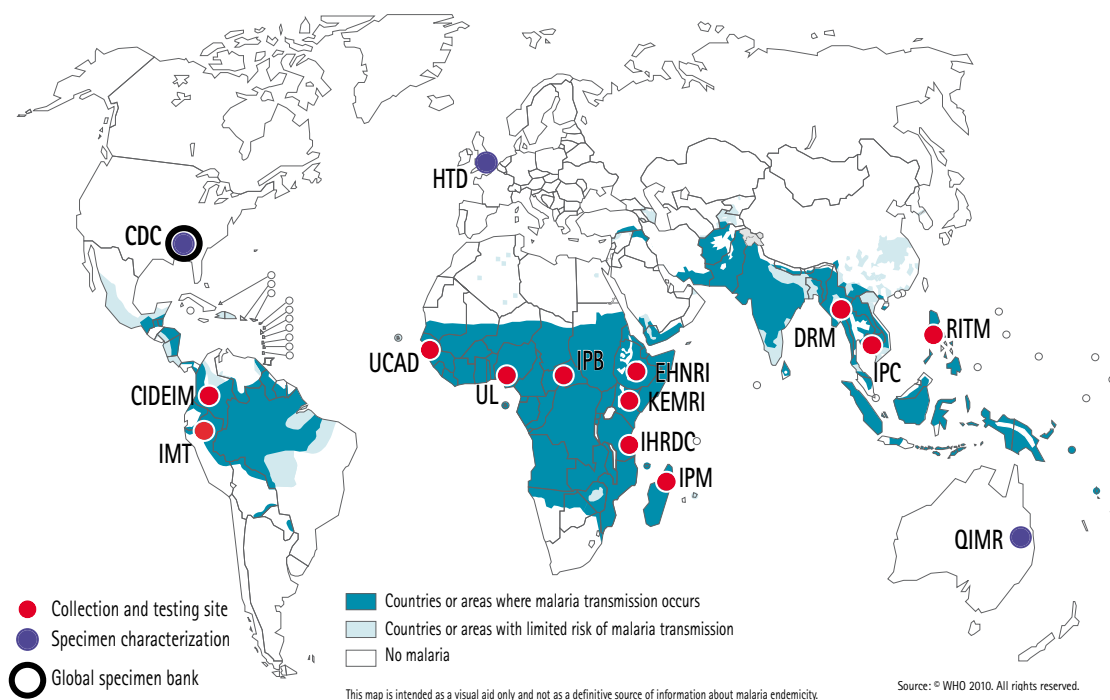 HTD
CDC
DRM
RITM
IPC
UCAD
UL
IPB
EHNRI
KEMRI
CIDEIM
IMT
IHRDC
IPM
QIMR
Collection and testing site
Specimen characterization
Global specimen bank
Countries or areas where malaria transmission occurs
Countries or areas with limited risk of malaria transmission
No malaria
This map is intended as a visual aid only and not as a definitive source of information about malaria endemicity.
Source: © WHO 2010. All rights reserved.